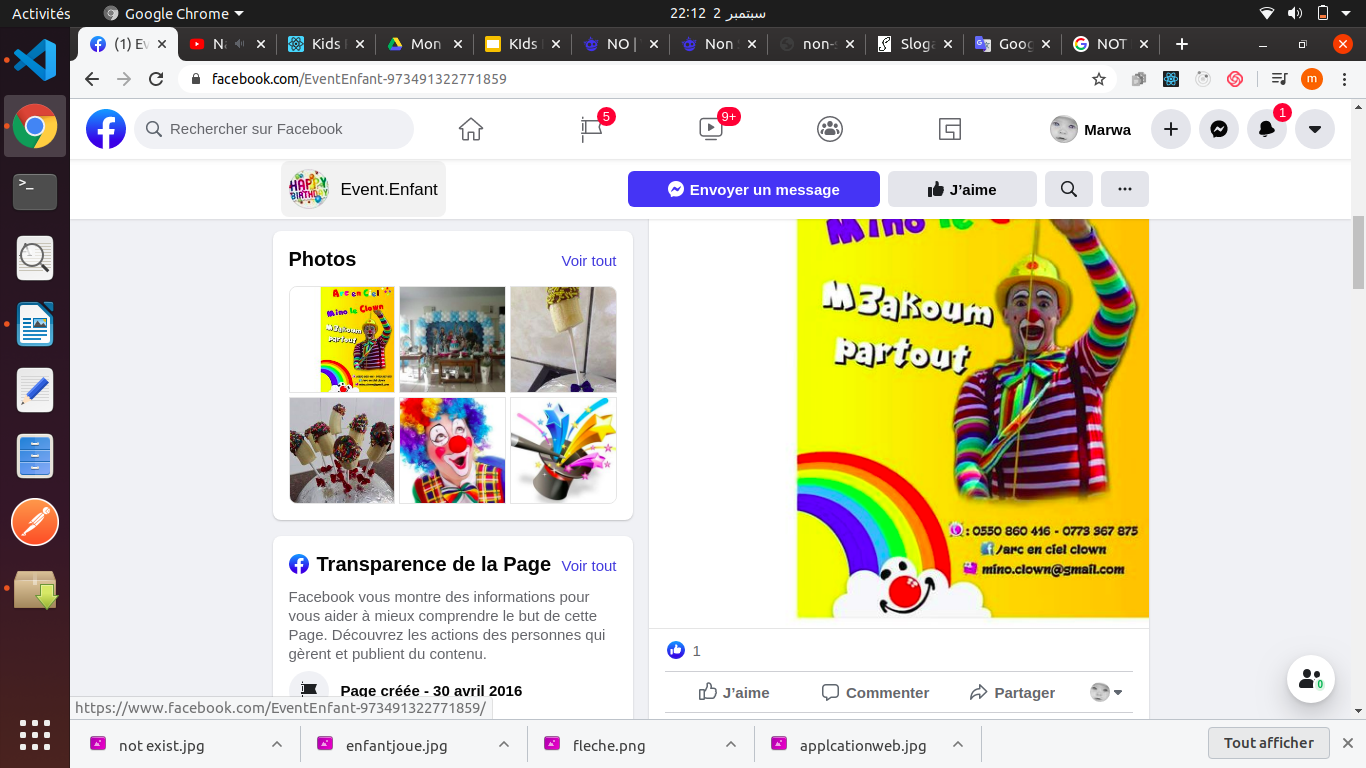 Activités
Google Chrome
22:12 2 سبتمبر
(1) Ev
Kids
Mon
KIds
NO |
Non
non-s
Sloga
Goog
NOT
facebook.com/EventEnfant-973491322771859
m
Rechercher sur Facebook
5
9+
Marwa
1
Event.Enfant
Envoyer un message
J'aime
Photos
Voir tout
Arc en Ciel
Mino le Clown
M3akoum
partout
Transparence de la Page
Voir tout
Facebook vous montre des informations pour
vous aider à mieux comprendre le but de cette
Page. Découvrez les actions des personnes qui
gèrent et publient du contenu.
Page créée - 30 avril 2016
Mino le
M3akoum
partout
: 0550 860 416 - 0773 367 875
/arc en ciel clown
mino.clown@gmail.com
1
J'aime
Commenter
Partager
0
https://www.facebook.com/EventEnfant-973491322771859/
not exist.jpg
enfantjoue.jpg
fleche.png
applcationweb.jpg
Tout afficher